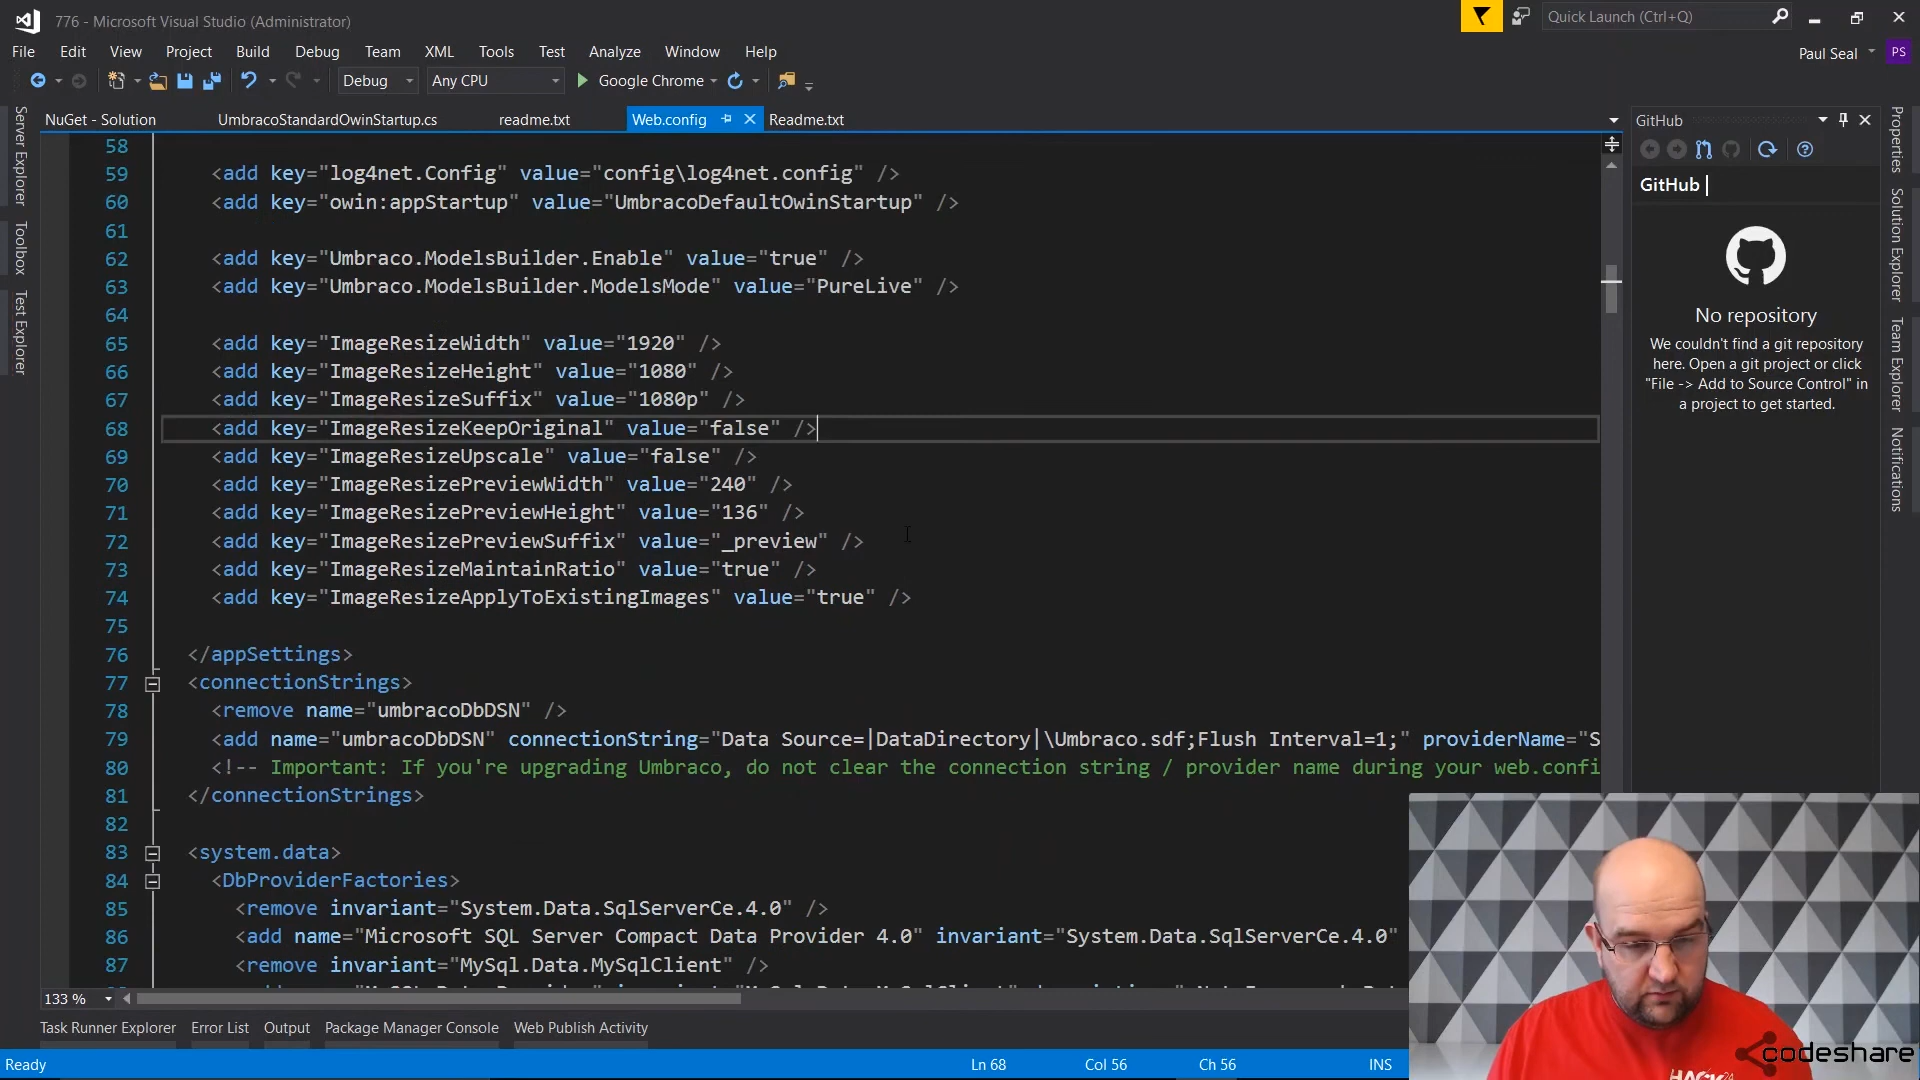 776 - Microsoft Visual Studio (Administrator)
Quick Launch (Ctrl+Q)
File Edit View Project Build Debug Team XML Tools Test Analyze Window Help
Paul Seal PS
Debug Any CPU Google Chrome
NuGet - Solution UmbracoStandardOwinStartup.cs readme.txt Web.config Readme.txt
Server Explorer
Toolbox
Test Explorer
58
59 <add key="log4net.Config" value="config\log4net.config" />
60 <add key="owin:appStartup" value="UmbracoDefaultOwinStartup" />
61
62 <add key="Umbraco.ModelsBuilder.Enable" value="true" />
63 <add key="Umbraco.ModelsBuilder.ModelsMode" value="PureLive" />
64
65 <add key="ImageResizeWidth" value="1920" />
66 <add key="ImageResizeHeight" value="1080" />
67 <add key="ImageResizeSuffix" value="1080p" />
68 <add key="ImageResizeKeepOriginal" value="false" />
69 <add key="ImageResizeUpscale" value="false" />
70 <add key="ImageResizePreviewWidth" value="240" />
71 <add key="ImageResizePreviewHeight" value="136" />
72 <add key="ImageResizePreviewSuffix" value="_preview" />
73 <add key="ImageResizeMaintainRatio" value="true" />
74 <add key="ImageResizeApplyToExistingImages" value="true" />
75
76 </appSettings>
77 <connectionStrings>
78 <remove name="umbracoDbDSN" />
79 <add name="umbracoDbDSN" connectionString="Data Source=|DataDirectory|\Umbraco.sdf;Flush Interval=1;" providerName="S
80 <!-- Important: If you're upgrading Umbraco, do not clear the connection string / provider name during your web.confi
81 </connectionStrings>
82
83 <system.data>
84 <DbProviderFactories>
85 <remove invariant="System.Data.SqlServerCe.4.0" />
86 <add name="Microsoft SQL Server Compact Data Provider 4.0" invariant="System.Data.SqlServerCe.4.0"
87 <remove invariant="MySql.Data.MySqlClient" />
133 %
GitHub
GitHub
No repository
We couldn't find a git repository
here. Open a git project or click
"File -> Add to Source Control" in
a project to get started.
Properties
Solution Explorer
Team Explorer
Notifications
Task Runner Explorer Error List Output Package Manager Console Web Publish Activity
Ready Ln 68 Col 56 Ch 56 INS
codeshare